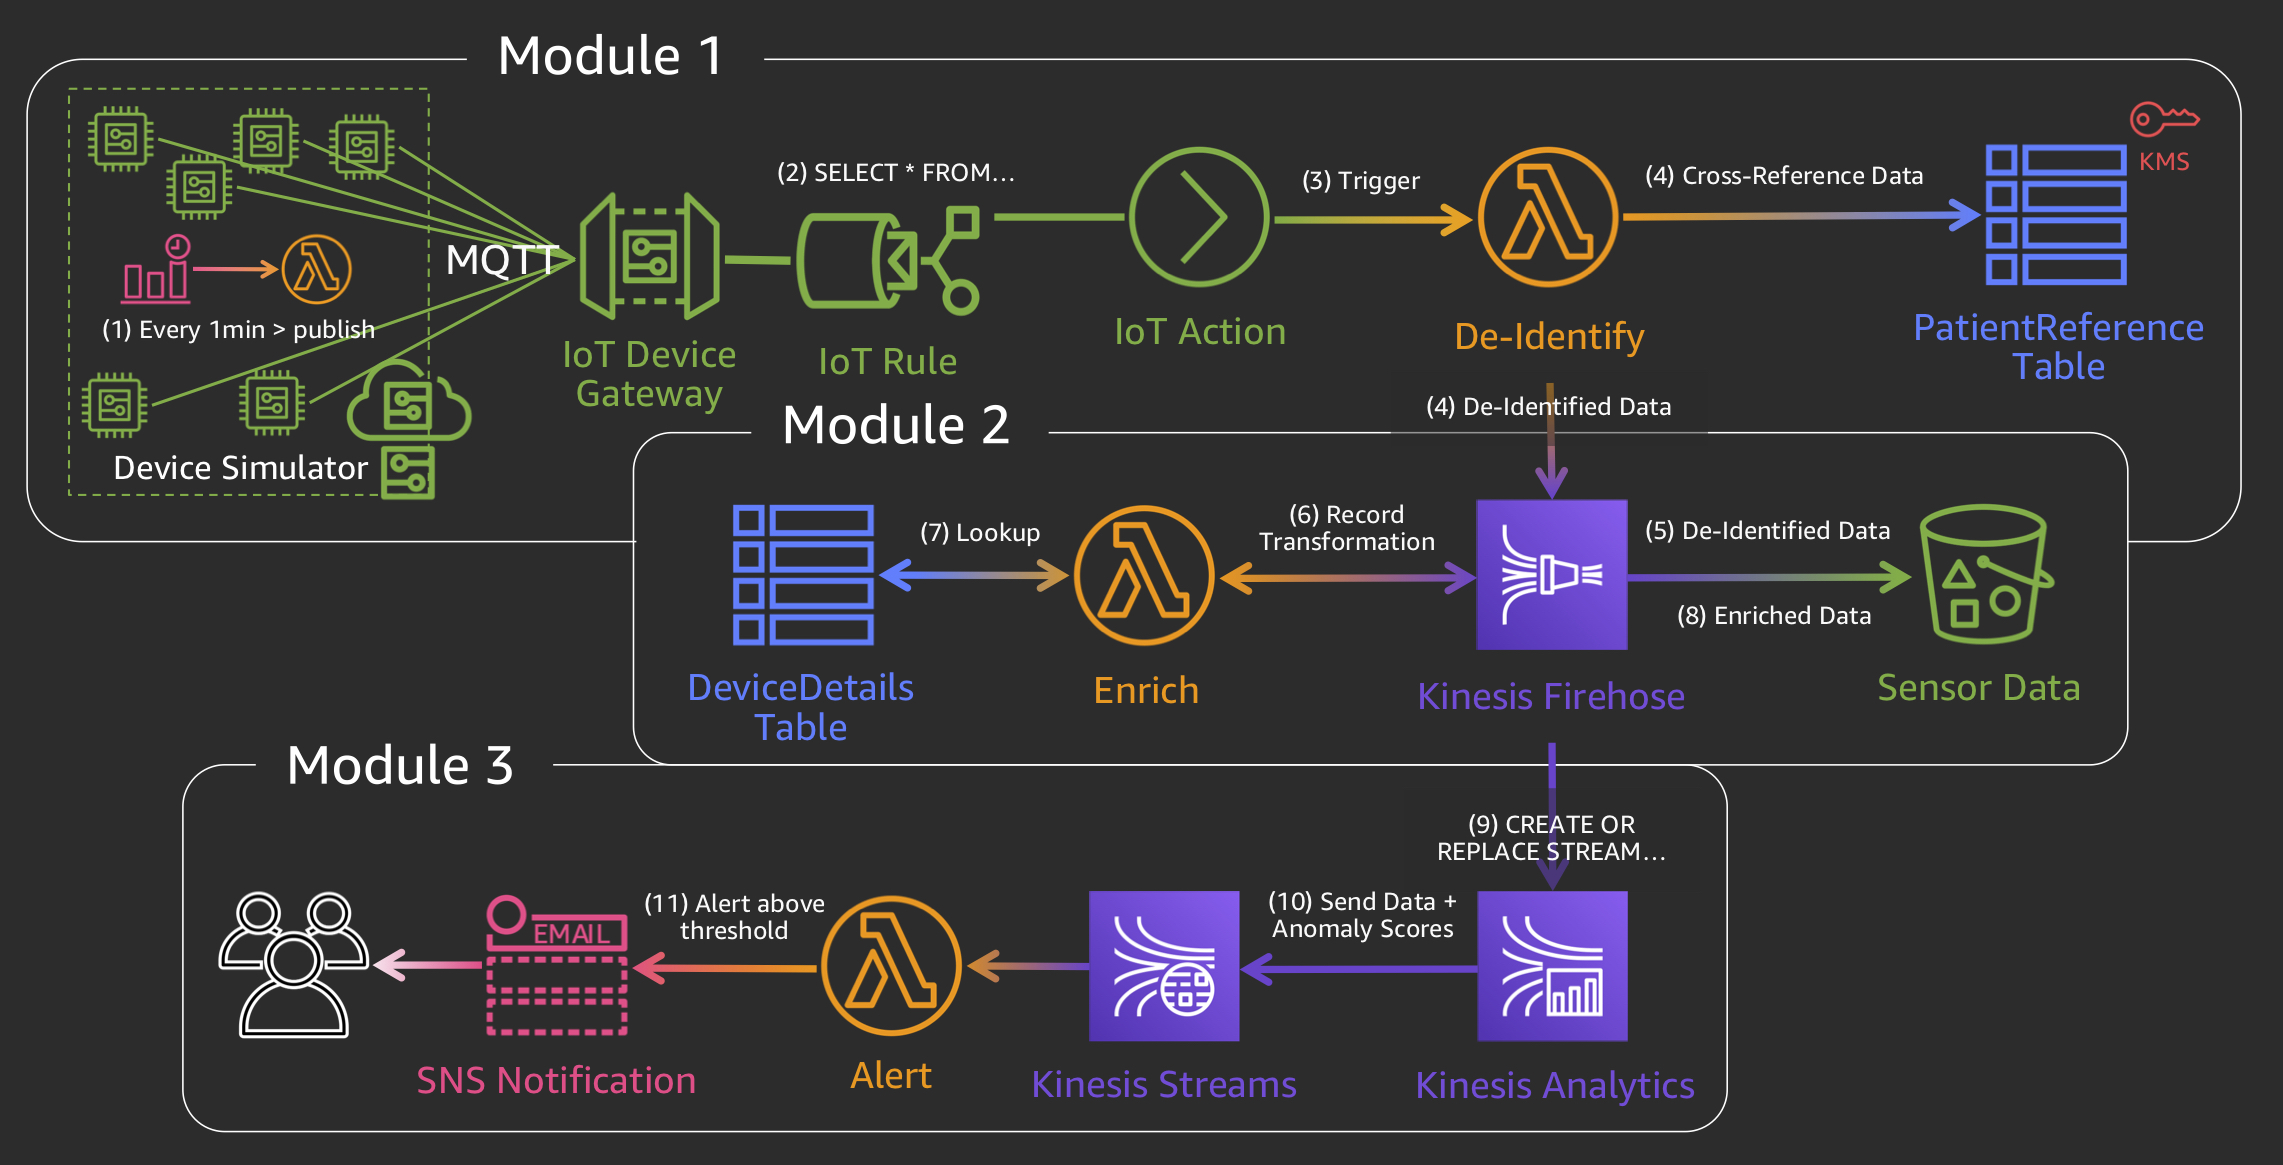 Module 1
KMS
(2) SELECT * FROM...
(3) Trigger
(4) Cross-Reference Data
MQTT
(1) Every 1min > publish
IoT Device
Gateway
IoT Rule
IoT Action
De-Identify
PatientReference
Table
Device Simulator
(4) De-Identified Data
Module 2
(7) Lookup
(6) Record
Transformation
(5) De-Identified Data
(8) Enriched Data
DeviceDetails
Table
Enrich
Kinesis Firehose
Sensor Data
Module 3
(9) CREATE OR
REPLACE STREAM...
EMAIL
(11) Alert above
threshold
(10) Send Data +
Anomaly Scores
SNS Notification
Alert
Kinesis Streams
Kinesis Analytics